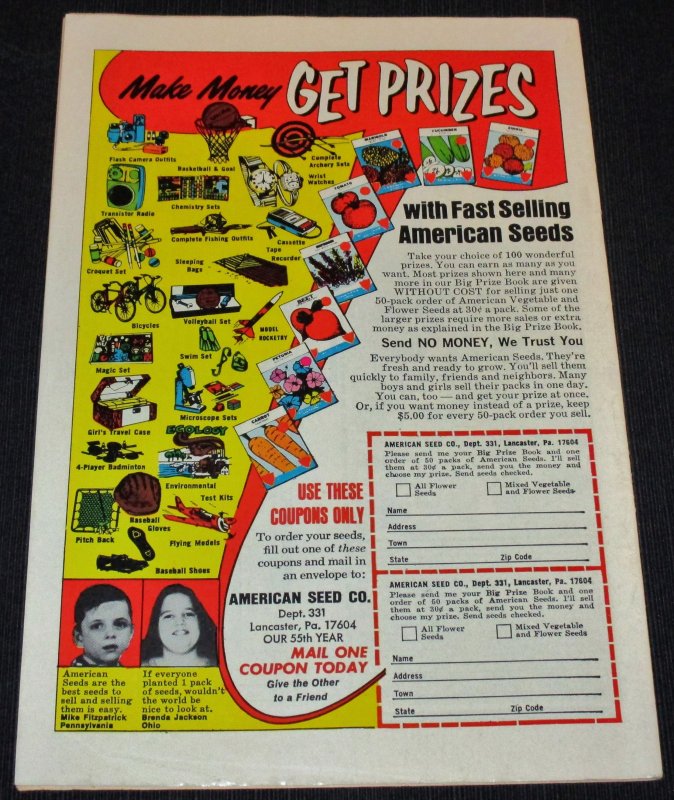 Make Money GET PRIZES
with Fast Selling
American Seeds
Take your choice of 100 wonderful
prizes. You can earn as many as you
want. Most prizes shown here and many
more in our Big Prize Book are given
WITHOUT COST for selling just one
50-pack order of American Vegetable and
Flower Seeds at 30¢ a pack. Some of the
larger prizes require more sales or extra
money as explained in the Big Prize Book.
Send NO MONEY, We Trust You
Everybody wants American Seeds. They're
fresh and ready to grow. You'll sell them
quickly to family, friends and neighbors. Many
boys and girls sell their packs in one day.
You can, too — and get your prize at once.
Or, if you want money instead of a prize, keep
$5.00 for every 50-pack order you sell.
Flash Camera Outfits
Basketball & Goal
Complete
Archery Sets
Wrist
Watches
Transistor Radio
Chemistry Sets
Complete Fishing Outfits
Cassette
Tape
Recorder
Croquet Set
Sleeping
Bags
Bicycles
Volleyball Set
MODEL
ROCKETRY
Swim Set
Magic Set
Microscope Sets
Girl's Travel Case
ECOLOGY
4-Player Badminton
Environmental
Test Kits
Baseball
Gloves
Pitch Back
Flying Models
Baseball Shoes
MARIGOLD
CUCUMBER
ZINNIA
TOMATO
BEET
PETUNIA
CARROT
USE THESE
COUPONS ONLY
To order your seeds,
fill out one of these
coupons and mail in
an envelope to:
AMERICAN SEED CO.
Dept. 331
Lancaster, Pa. 17604
OUR 55th YEAR
MAIL ONE
COUPON TODAY
Give the Other
to a Friend
American
Seeds are the
best seeds to
sell and selling
them is easy.
Mike Fitzpatrick
Pennsylvania
If everyone
planted 1 pack
of seeds, wouldn't
the world be
nice to look at.
Brenda Jackson
Ohio
AMERICAN SEED CO., Dept. 331, Lancaster, Pa. 17604
Please send me your Big Prize Book and one
order of 50 packs of American Seeds. I'll sell
them at 30¢ a pack, send you the money and
choose my prize. Send seeds checked.
All Flower
Seeds
Mixed Vegetable
and Flower Seeds
Name
Address
Town
State Zip Code
AMERICAN SEED CO., Dept. 331, Lancaster, Pa. 17604
Please send me your Big Prize Book and one
order of 50 packs of American Seeds. I'll sell
them at 30¢ a pack, send you the money and
choose my prize. Send seeds checked.
All Flower
Seeds
Mixed Vegetable
and Flower Seeds
Name
Address
Town
State Zip Code